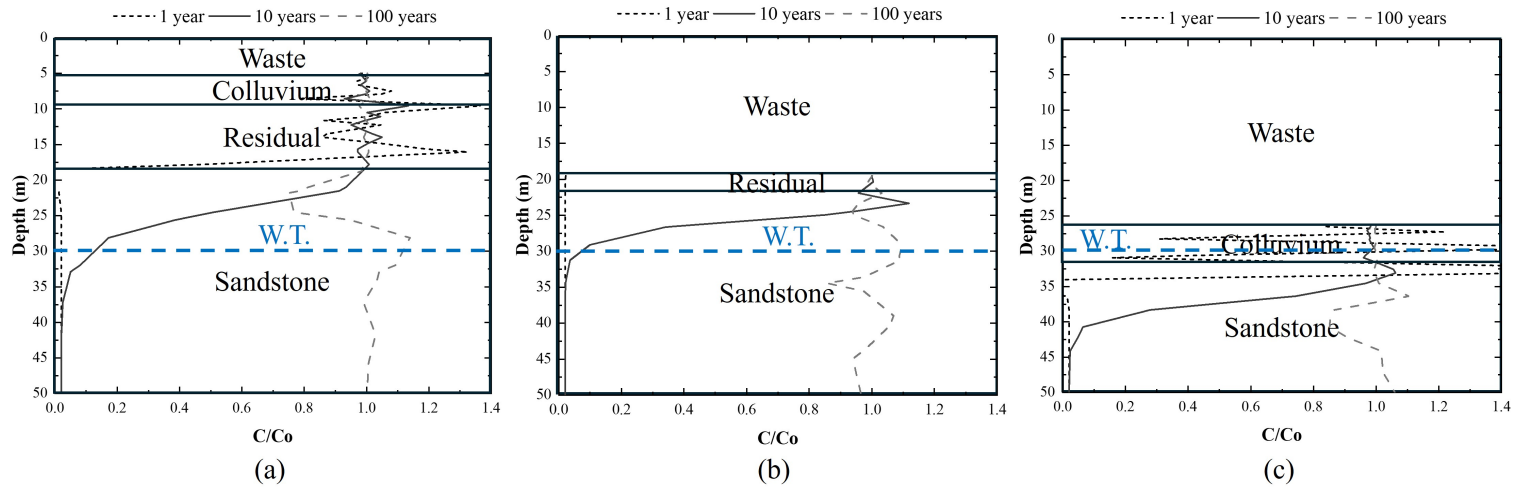 1 year 10 years 100 years
0
5
10
15
20
25
30
35
40
45
50
Depth (m)
Waste
Colluvium
Residual
W.T.
Sandstone
0.0 0.2 0.4 0.6 0.8 1.0 1.2 1.4
C/Co
(a)
1 year 10 years 100 years
0
5
10
15
20
25
30
35
40
45
50
Depth (m)
Waste
Residual
W.T.
Sandstone
0.0 0.2 0.4 0.6 0.8 1.0 1.2 1.4
C/Co
(b)
1 year 10 years 100 years
0
5
10
15
20
25
30
35
40
45
50
Depth (m)
Waste
W.T.
Colluvium
Sandstone
0.0 0.2 0.4 0.6 0.8 1.0 1.2 1.4
C/Co
(c)